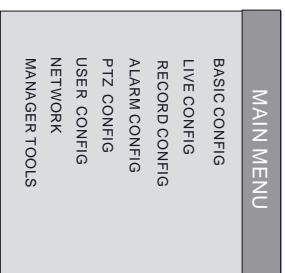 MAIN MENU
BASIC CONFIG
LIVE CONFIG
RECORD CONFIG
ALARM CONFIG
PTZ CONFIG
USER CONFIG
NETWORK
MANAGER TOOLS